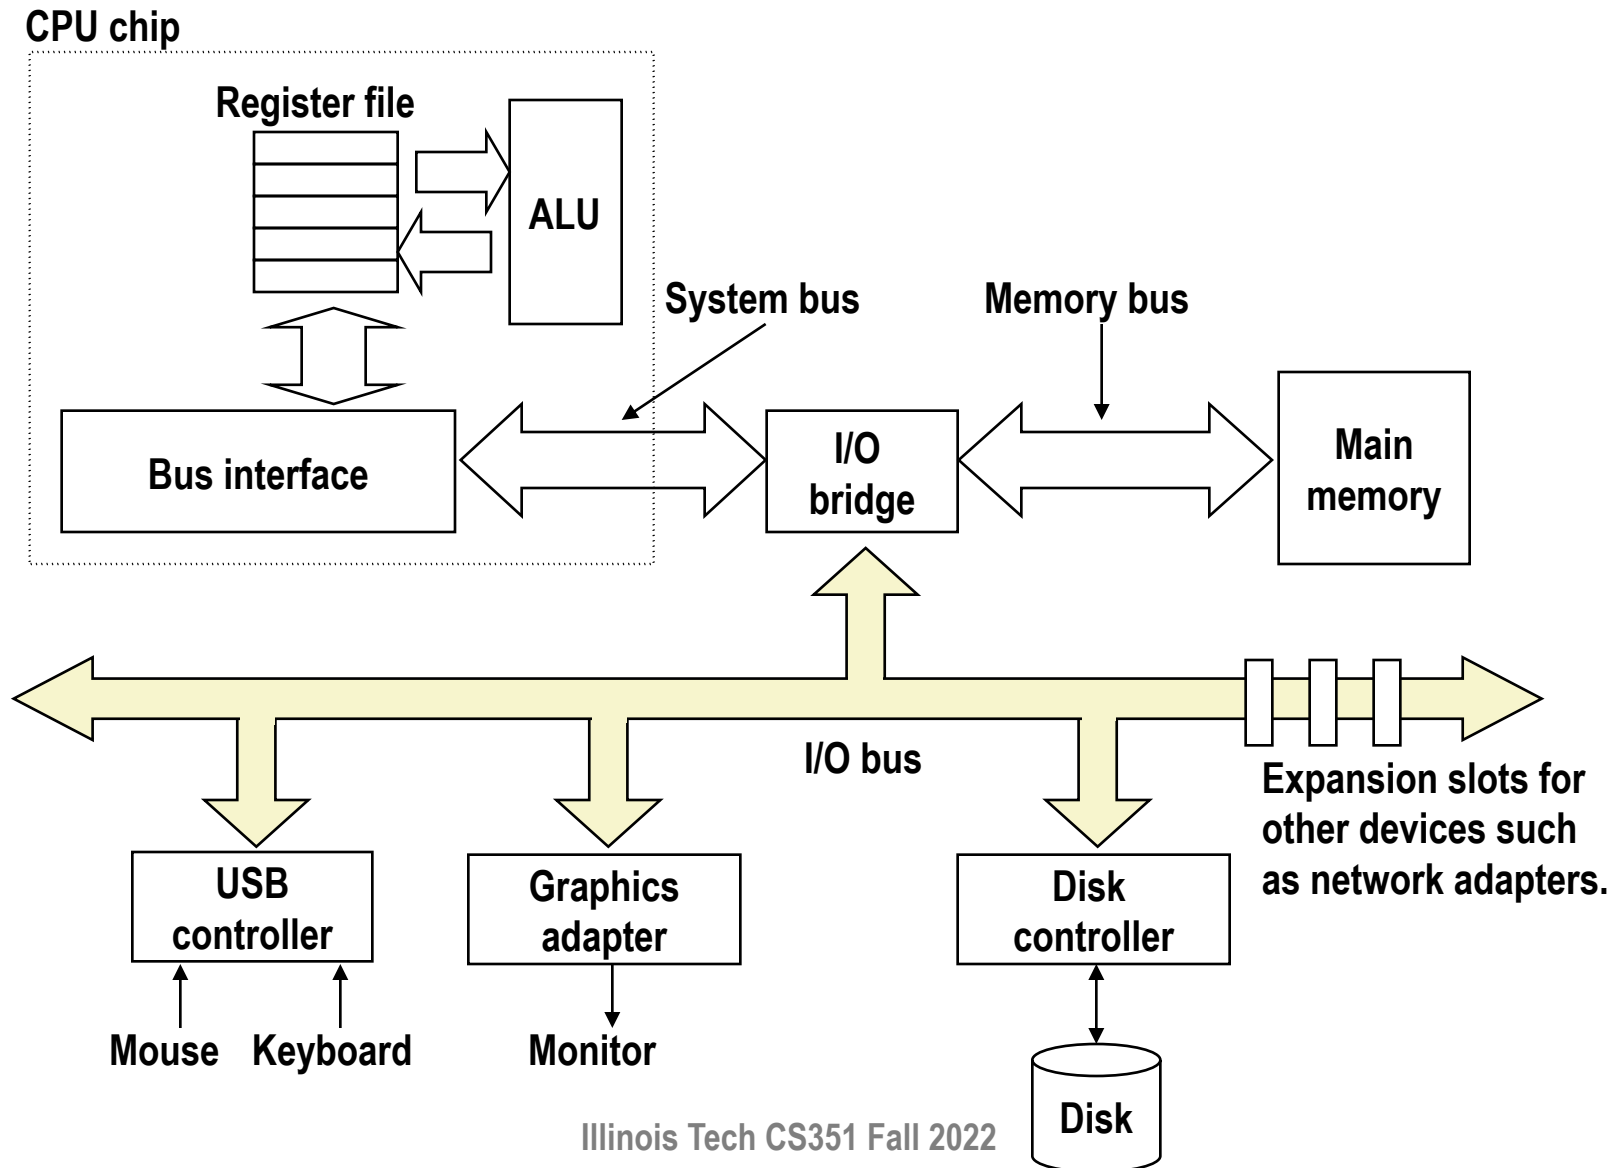 CPU chip
Register file
ALU
System bus
Memory bus
Bus interface
I/O
bridge
Main
memory
I/O bus
Expansion slots for
other devices such
as network adapters.
USB
controller
Graphics
adapter
Disk
controller
Mouse
Keyboard
Monitor
Disk
Illinois Tech CS351 Fall 2022